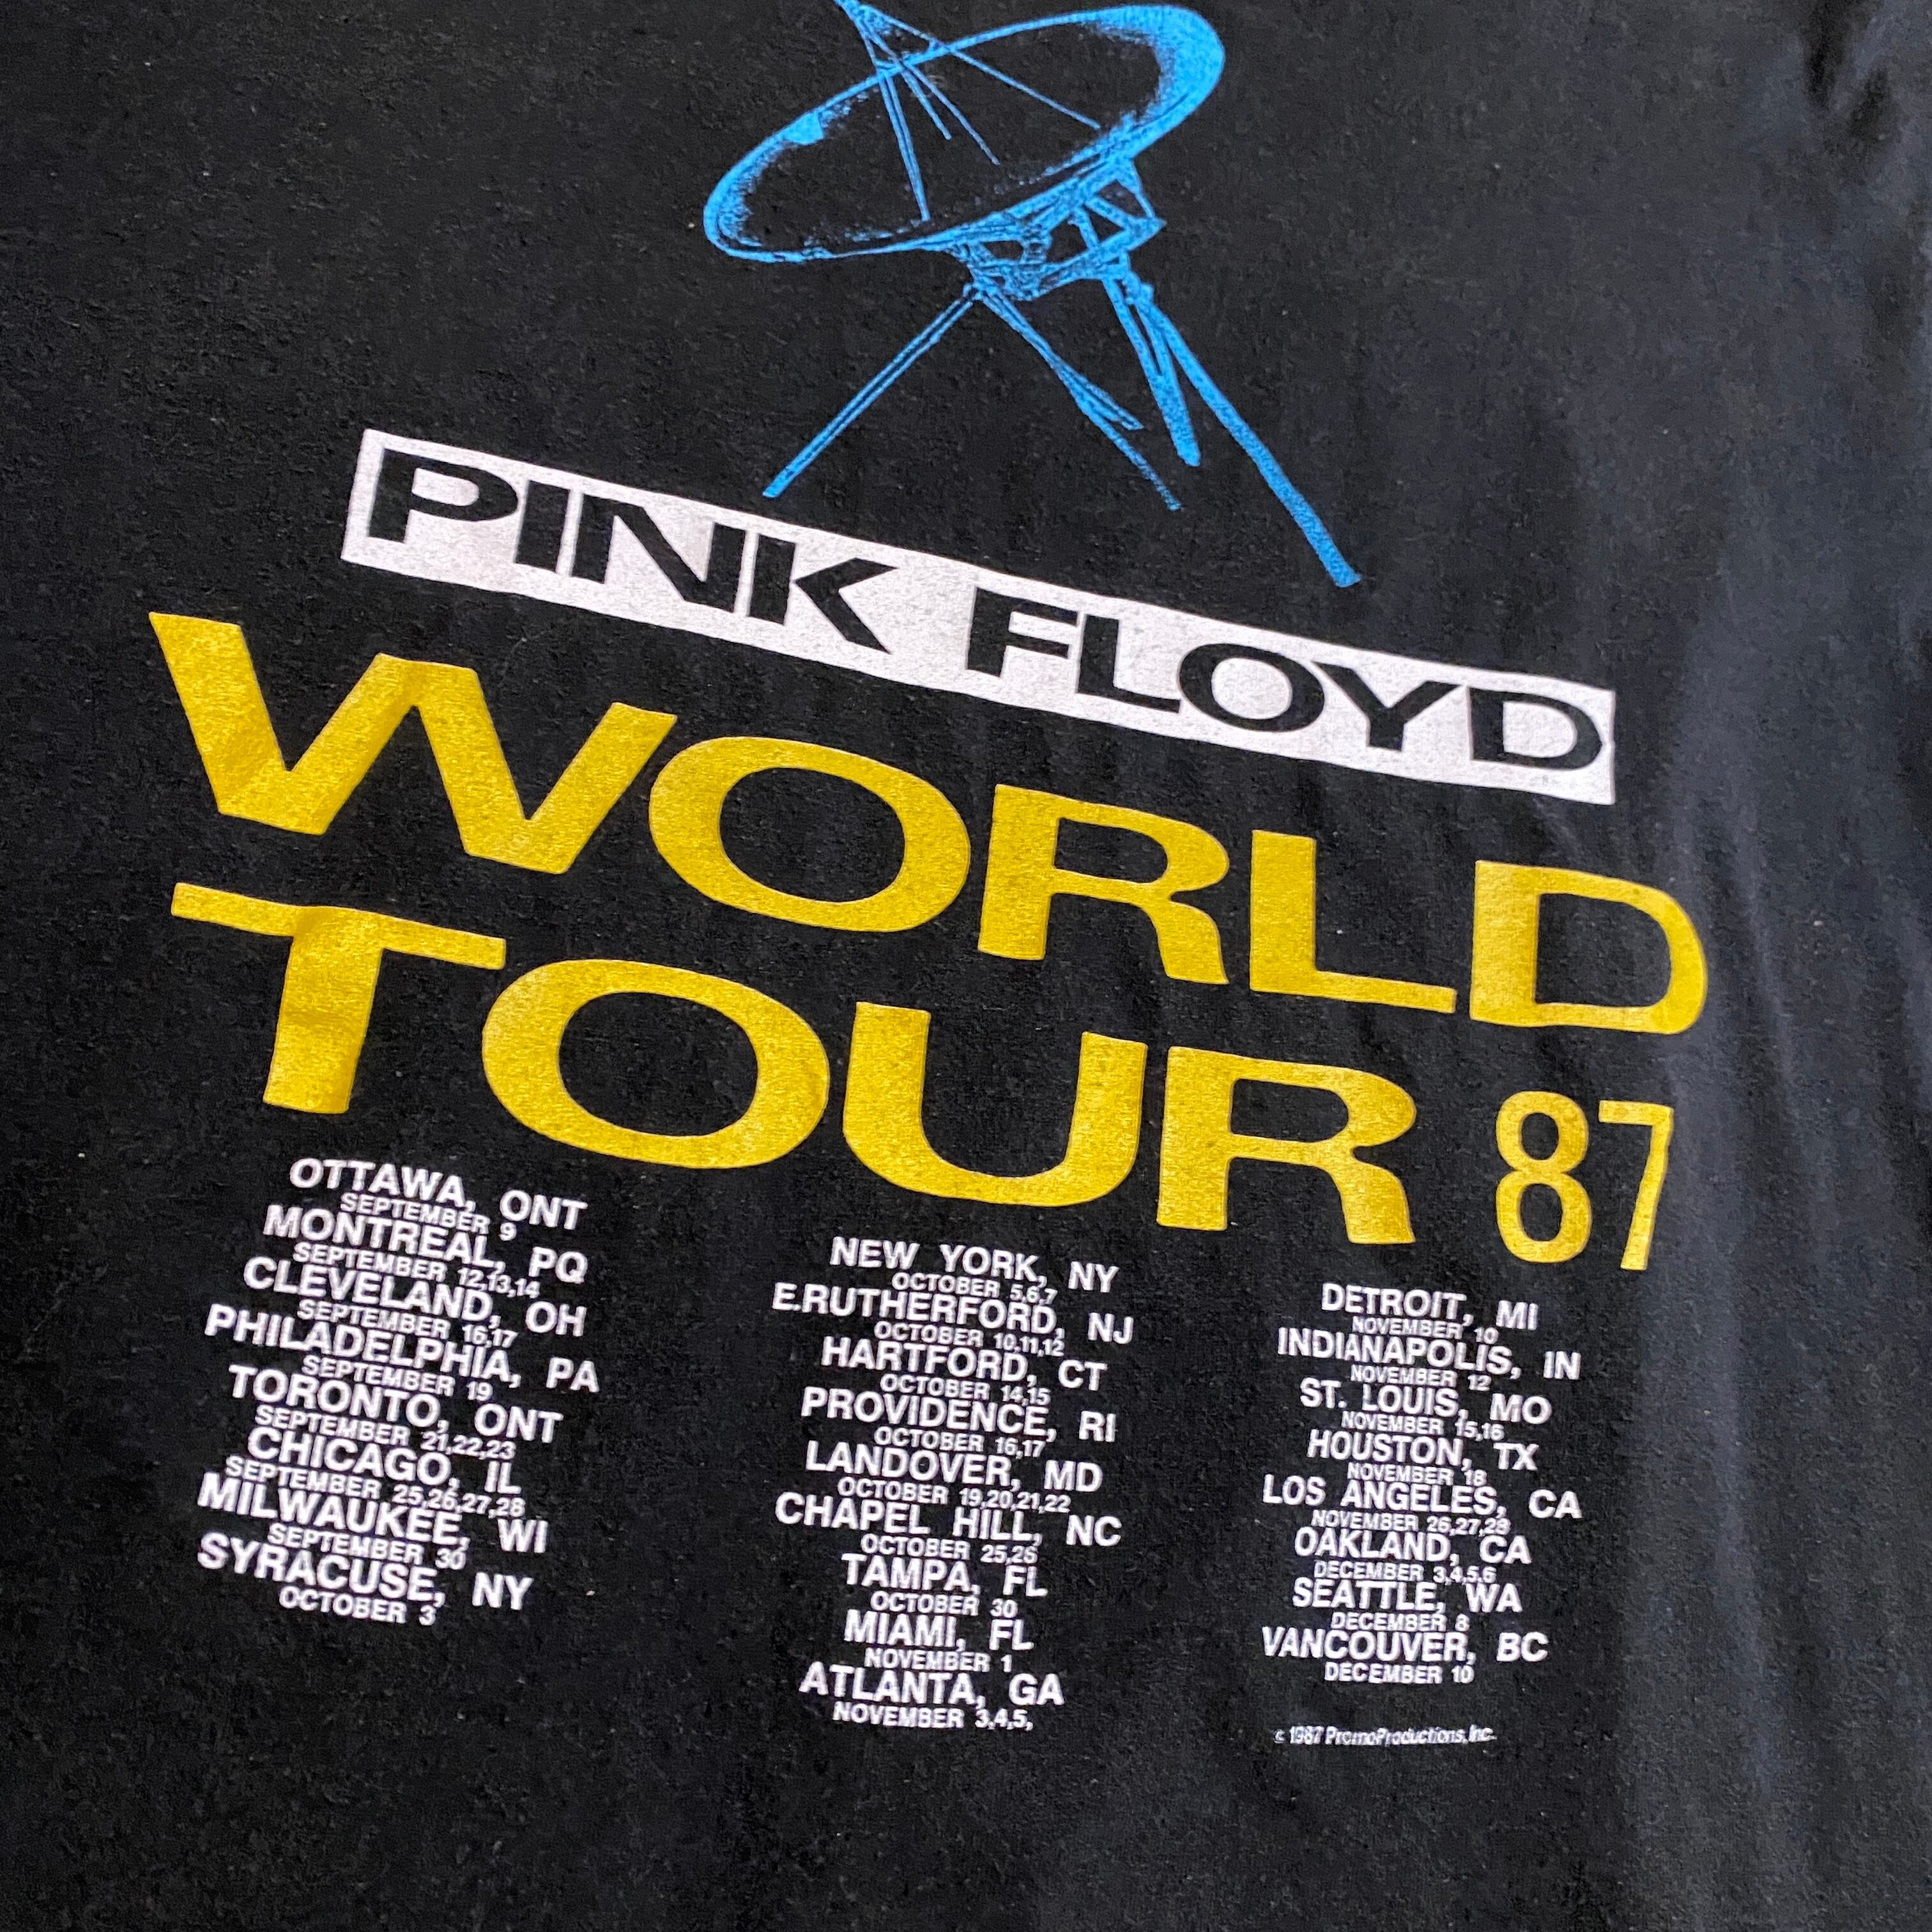 PINK FLOYD
WORLD
TOUR 87
OTTAWA, ONT
SEPTEMBER 9
MONTREAL, PQ
SEPTEMBER 12,13,14
CLEVELAND, OH
SEPTEMBER 16,17
PHILADELPHIA, PA
SEPTEMBER 19
TORONTO, ONT
SEPTEMBER 21,22,23
CHICAGO, IL
SEPTEMBER 25,26,27,28
MILWAUKEE, WI
SEPTEMBER 30
SYRACUSE, NY
OCTOBER 3
NEW YORK, NY
OCTOBER 5,6,7
E.RUTHERFORD, NJ
OCTOBER 10,11,12
HARTFORD, CT
OCTOBER 14,15
PROVIDENCE, RI
OCTOBER 16,17
LANDOVER, MD
OCTOBER 19,20,21,22
CHAPEL HILL, NC
OCTOBER 25,26
TAMPA, FL
OCTOBER 30
MIAMI, FL
NOVEMBER 1
ATLANTA, GA
NOVEMBER 3,4,5,
DETROIT, MI
NOVEMBER 10
INDIANAPOLIS, IN
NOVEMBER 12
ST. LOUIS, MO
NOVEMBER 15,16
HOUSTON, TX
NOVEMBER 18
LOS ANGELES, CA
NOVEMBER 26,27,28
OAKLAND, CA
DECEMBER 3,4,5,6
SEATTLE, WA
DECEMBER 8
VANCOUVER, BC
DECEMBER 10
© 1987 PromoProductions, Inc.